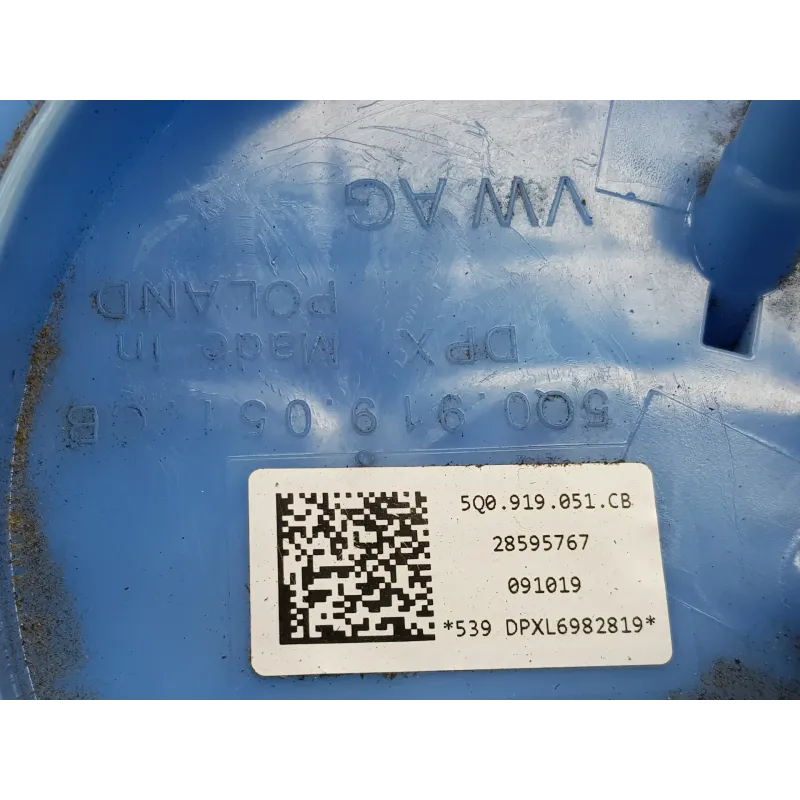 VW AG
DPX Made in
POLAND
5Q0.919.051.CB
5Q0.919.051.CB
28595767
091019
*539 DPXL6982819*